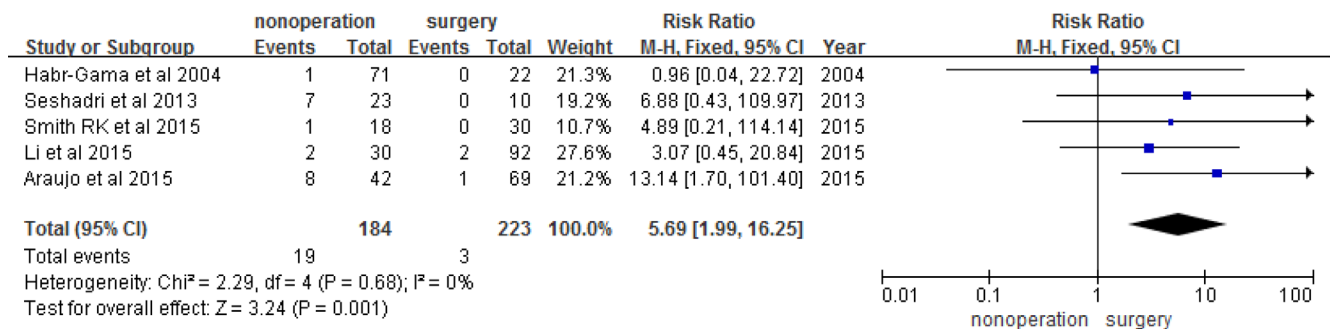 nonoperation surgery Risk Ratio Risk Ratio
Study or Subgroup Events Total Events Total Weight M-H, Fixed, 95% CI Year M-H, Fixed, 95% CI
Habr-Gama et al 2004 1 71 0 22 21.3% 0.96 [0.04, 22.72] 2004
Seshadri et al 2013 7 23 0 10 19.2% 6.88 [0.43, 109.97] 2013
Smith RK et al 2015 1 18 0 30 10.7% 4.89 [0.21, 114.14] 2015
Li et al 2015 2 30 2 92 27.6% 3.07 [0.45, 20.84] 2015
Araujo et al 2015 8 42 1 69 21.2% 13.14 [1.70, 101.40] 2015
Total (95% CI) 184 223 100.0% 5.69 [1.99, 16.25]
Total events 19 3
Heterogeneity: Chi² = 2.29, df = 4 (P = 0.68); I² = 0%
Test for overall effect: Z = 3.24 (P = 0.001)
0.01 0.1 1 10 100
nonoperation surgery